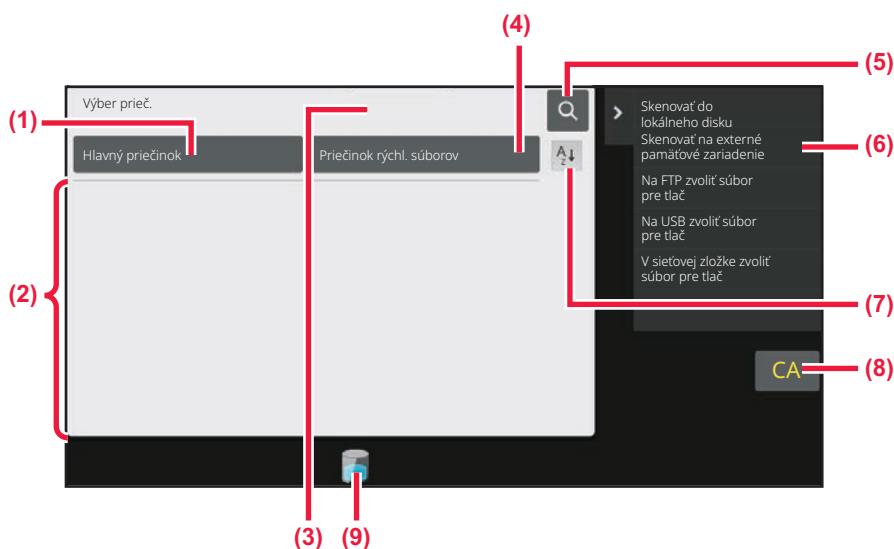 (4)
(5)
Výber prieč.
(1)
Hlavný priečinok
Priečinok rýchl. súborov
A
Z
Skenovať do
lokálneho disku
Skenovať na externé
pamäťové zariadenie
(6)
Na FTP zvoliť súbor
pre tlač
Na USB zvoliť súbor
pre tlač
V sieťovej zložke zvoliť
súbor pre tlač
(2)
(7)
CA
(8)
(3)
(9)